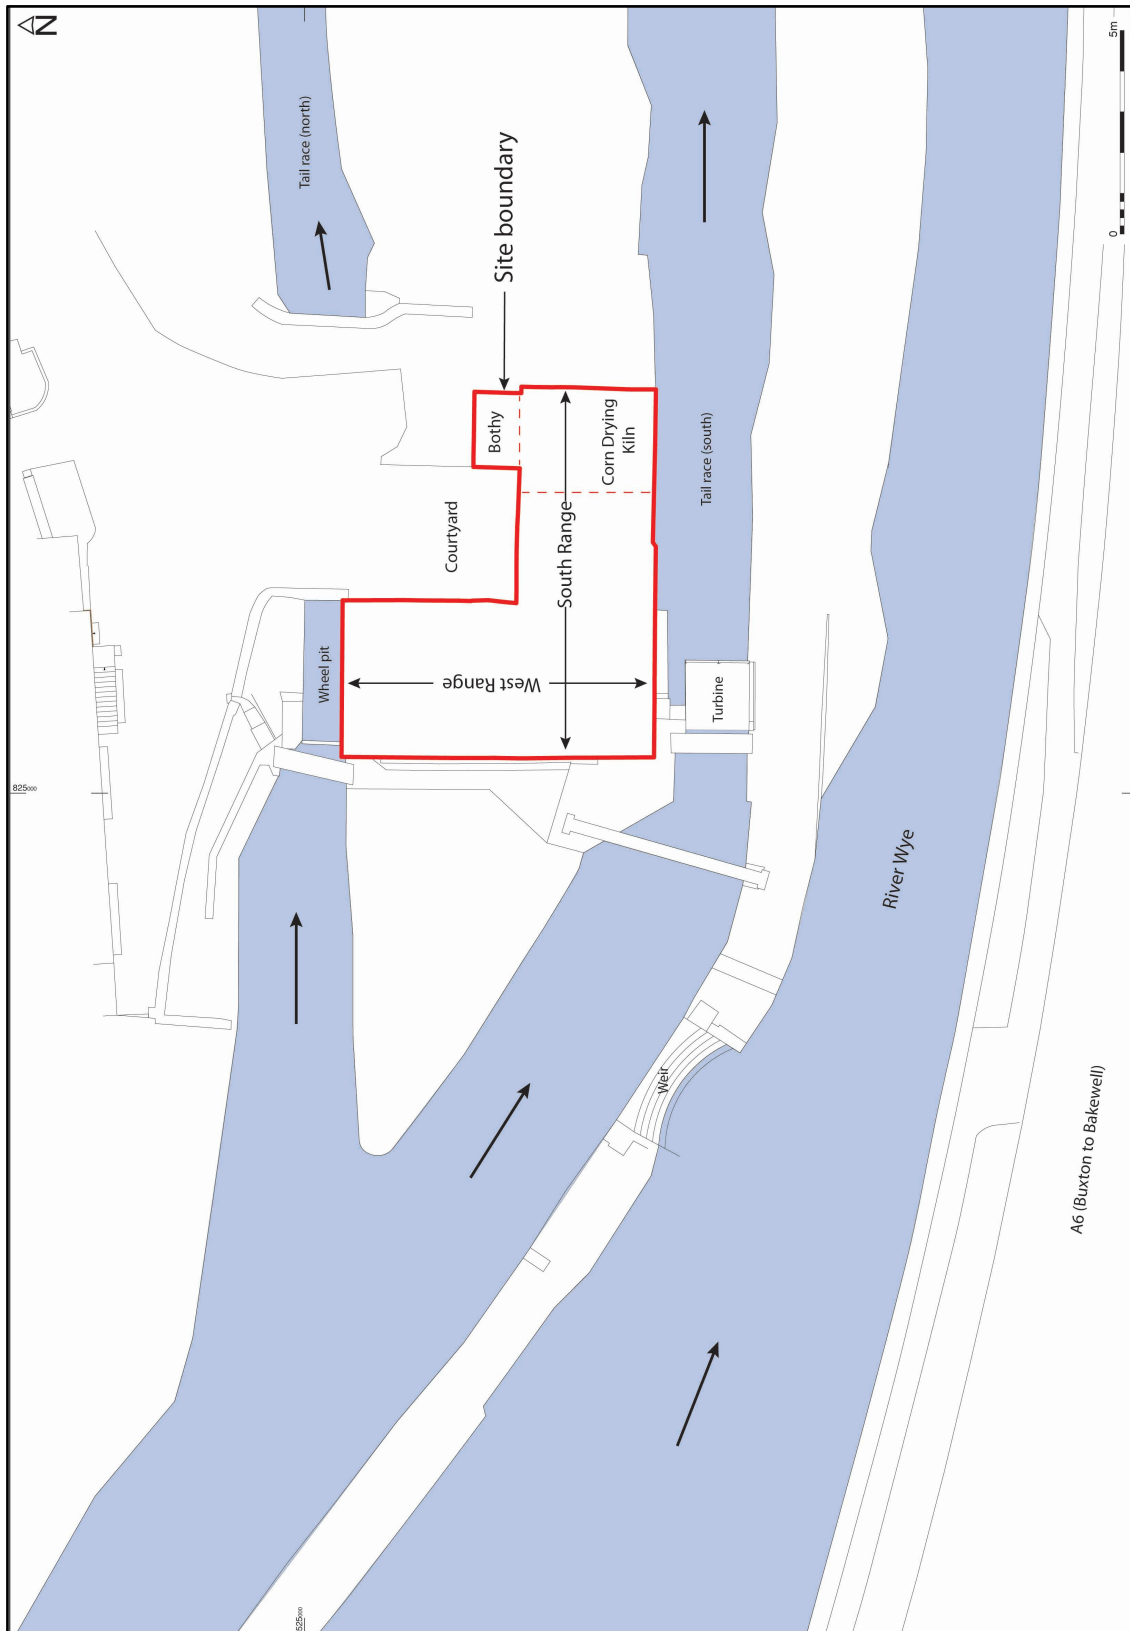 N
Tail race (north)
Site boundary
Bothy
Corn Drying
Kiln
Courtyard
South Range
West Range
Wheel pit
Tail race (south)
Turbine
River Wye
Weir
A6 (Buxton to Bakewell)
0
5m
825000
525000